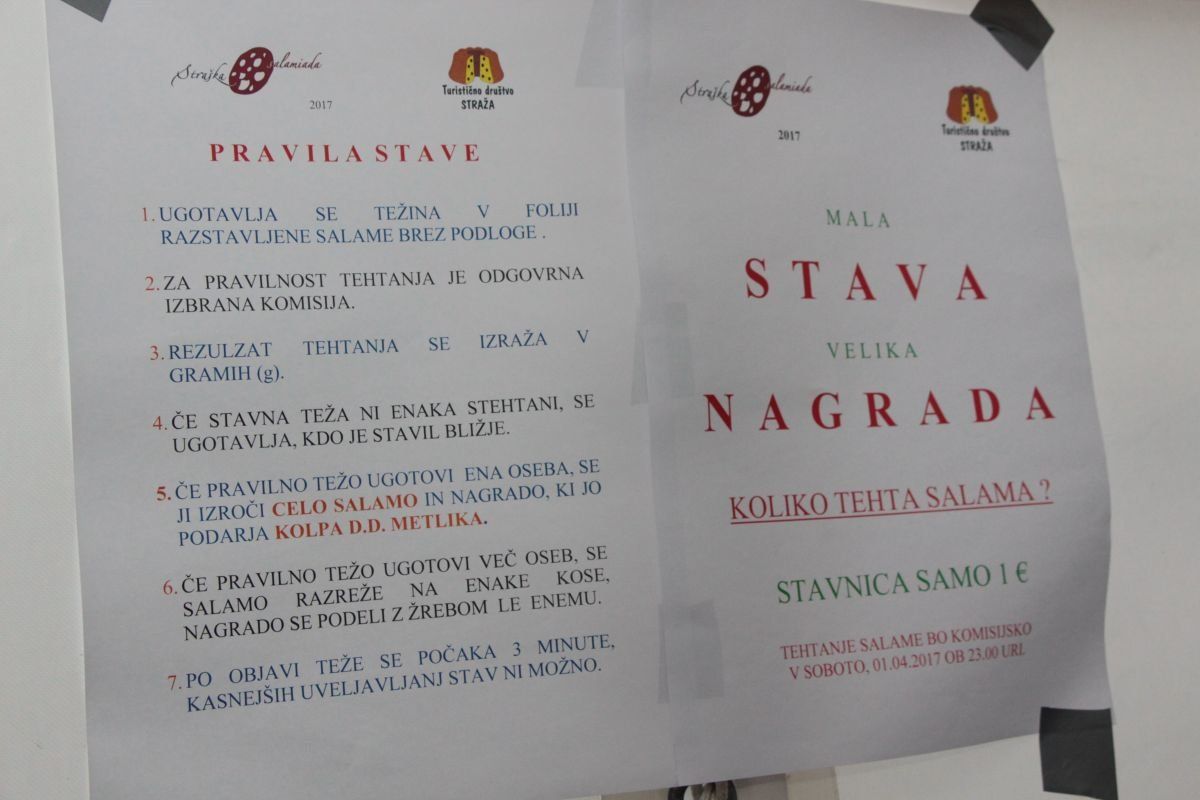 Straška salamiada
Turistično društvo
STRAŽA
2017
PRAVILA STAVE
1. UGOTAVLJA SE TEŽINA V FOLIJI
RAZSTAVLJENE SALAME BREZ PODLOGE .
2. ZA PRAVILNOST TEHTANJA JE ODGOVRNA
IZBRANA KOMISIJA.
3. REZULZAT TEHTANJA SE IZRAŽA V
GRAMIH (g).
4. ČE STAVNA TEŽA NI ENAKA STEHTANI, SE
UGOTAVLJA, KDO JE STAVIL BLIŽJE.
5. ČE PRAVILNO TEŽO UGOTOVI ENA OSEBA, SE
JI IZROČI CELO SALAMO IN NAGRADO, KI JO
PODARJA KOLPA D.D. METLIKA.
6. ČE PRAVILNO TEŽO UGOTOVI VEČ OSEB, SE
SALAMO RAZREŽE NA ENAKE KOSE,
NAGRADO SE PODELI Z ŽREBOM LE ENEMU.
7. PO OBJAVI TEŽE SE POČAKA 3 MINUTE,
KASNEJŠIH UVELJAVLJANJ STAV NI MOŽNO.
Straška salamiada
Turistično društvo
STRAŽA
2017
MALA
STAVA
VELIKA
NAGRADA
KOLIKO TEHTA SALAMA ?
STAVNICA SAMO 1 €
TEHTANJE SALAME BO KOMISIJSKO
V SOBOTO, 01.04.2017 OB 23.00 URI.